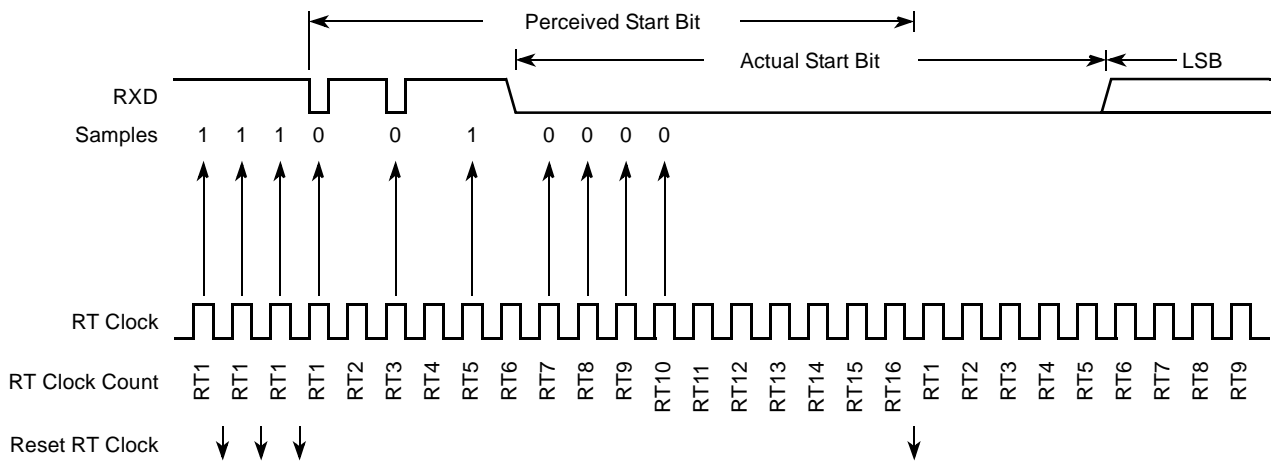 Perceived Start Bit
Actual Start Bit
LSB
RXD
Samples 1 1 1 0 0 1 0 0 0 0
RT Clock
RT Clock Count RT1 RT1 RT1 RT1 RT2 RT3 RT4 RT5 RT6 RT7 RT8 RT9 RT10 RT11 RT12 RT13 RT14 RT15 RT16 RT1 RT2 RT3 RT4 RT5 RT6 RT7 RT8 RT9
Reset RT Clock